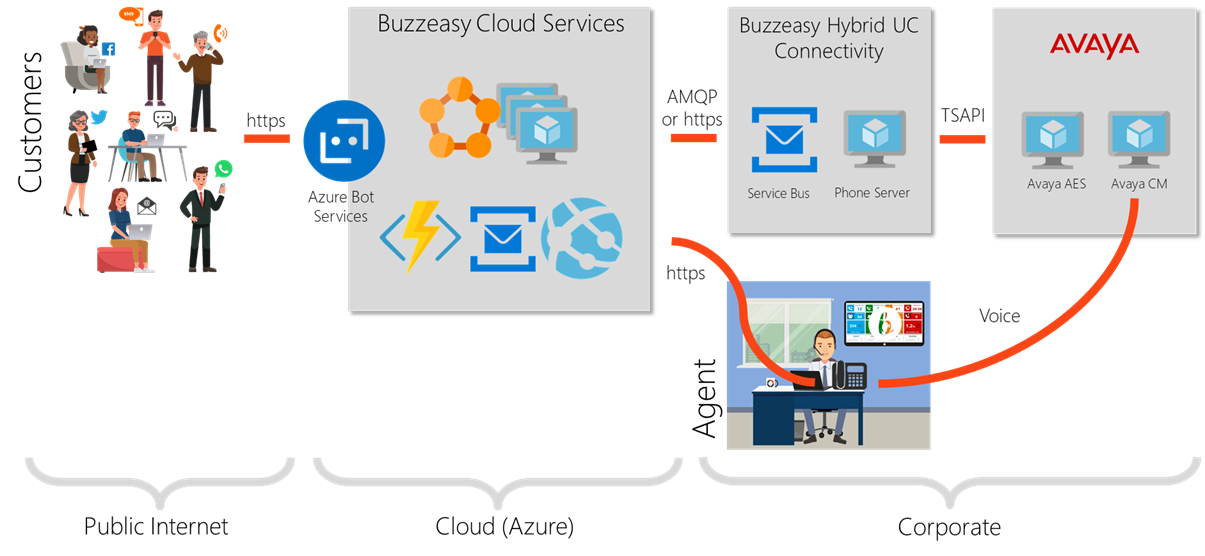 Customers
SMS
https
Buzzeasy Cloud Services
Azure Bot
Services
AMQP
or https
Buzzeasy Hybrid UC
Connectivity
Service Bus
Phone Server
TSAPI
AVAYA
Avaya AES
Avaya CM
https
Agent
Voice
Public Internet
Cloud (Azure)
Corporate